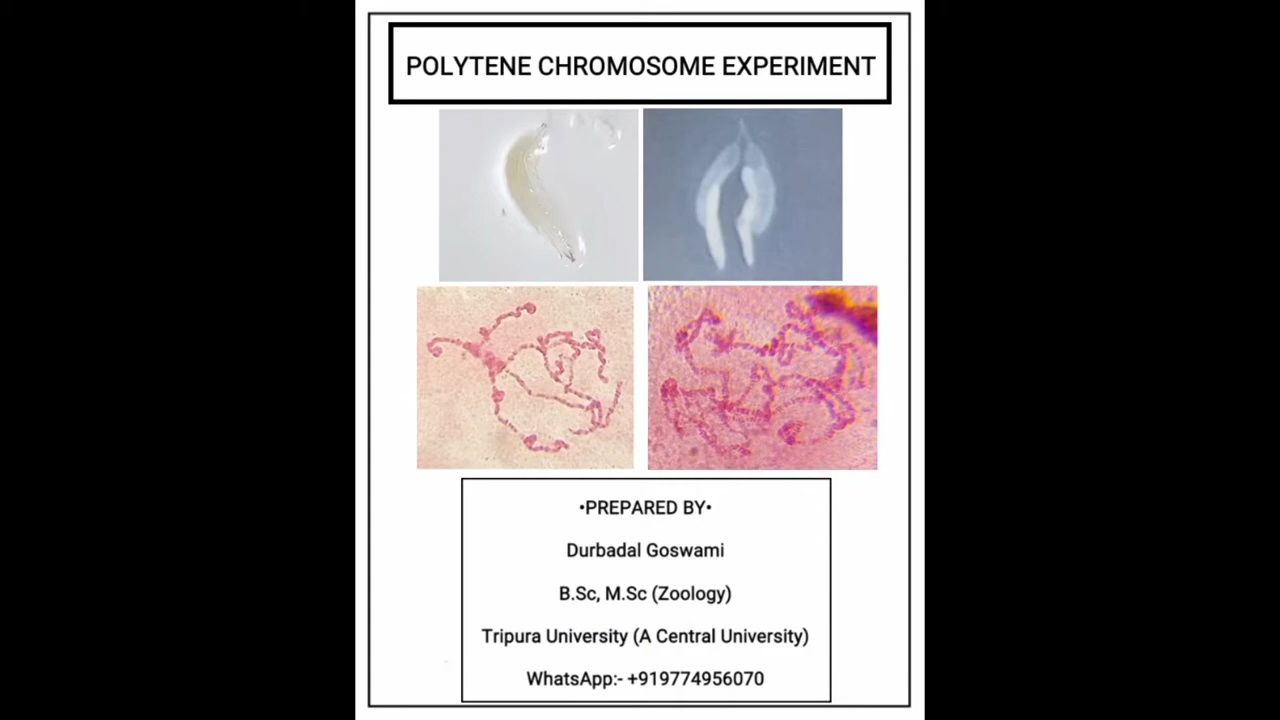 POLYTENE CHROMOSOME EXPERIMENT
•PREPARED BY•
Durbadal Goswami
B.Sc, M.Sc (Zoology)
Tripura University (A Central University)
WhatsApp:- +919774956070